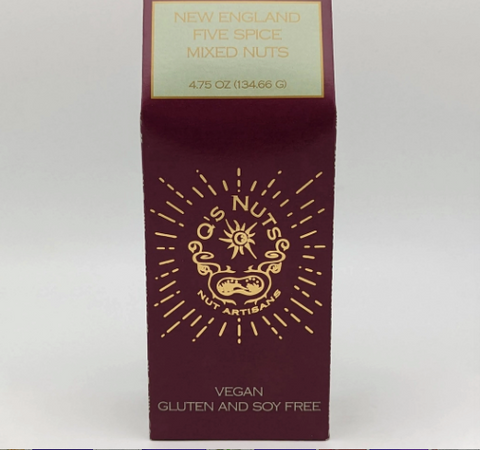 NEW ENGLAND
FIVE SPICE
MIXED NUTS
4.75 OZ (134.66 G)
Q'S NUTS
NUT ARTISANS
VEGAN
GLUTEN AND SOY FREE